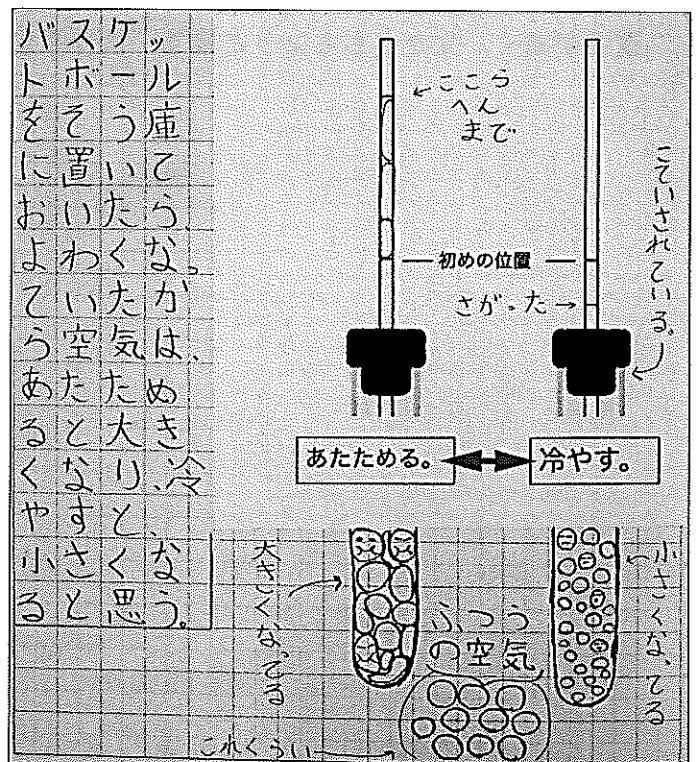 バスケッ
トボール
をそう庫
に置いて
おいたら、
よわくなっ
ていたか
ら空気は、
あたため
ると大き
くなり、冷
やすと、
小さくな
ると思う。
ここら
へん
まで
初めの位置
さがった
こていされている。
あたためる。
冷やす。
大きくなってる
ふつう
の空気
小さくなってる
これくらい